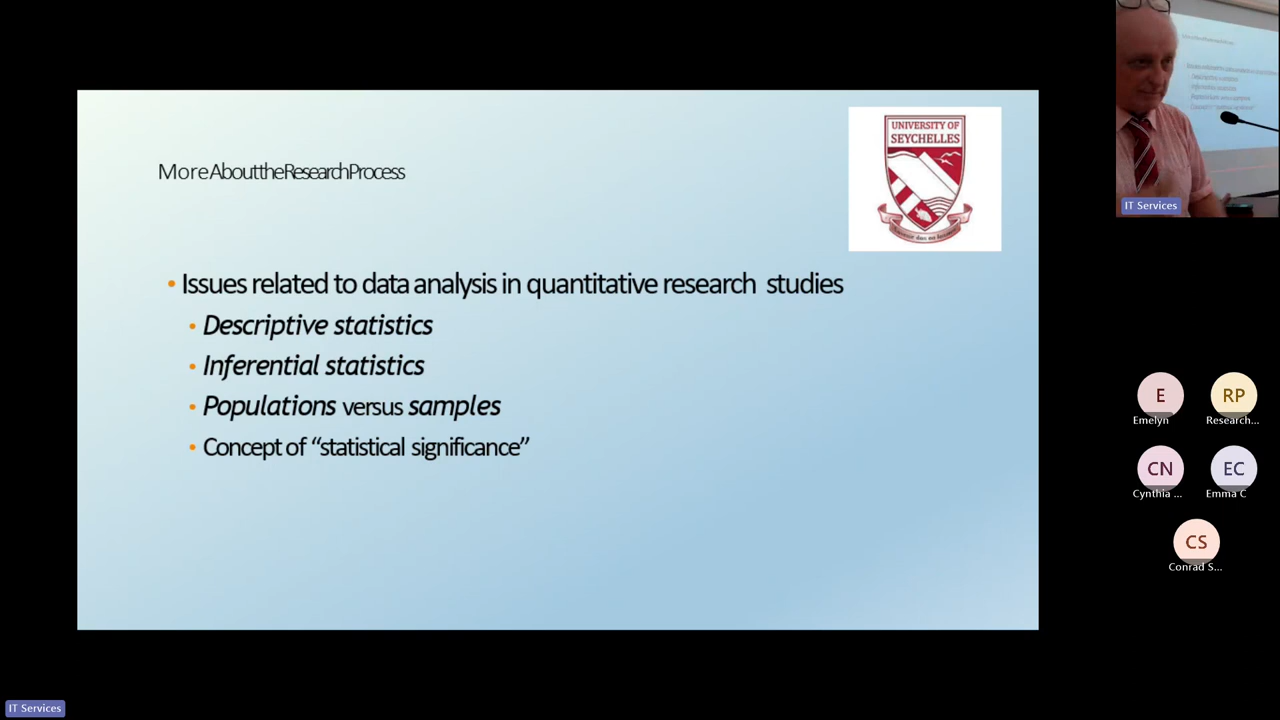 More About the Research Process
UNIVERSITY OF
SEYCHELLES
• Issues related to data analysis in quantitative research studies
• Descriptive statistics
• Inferential statistics
• Populations versus samples
• Concept of “statistical significance”
IT Services
E
RP
Emelyn
Research...
CN
EC
Cynthia ...
Emma C
CS
Conrad S...
IT Services